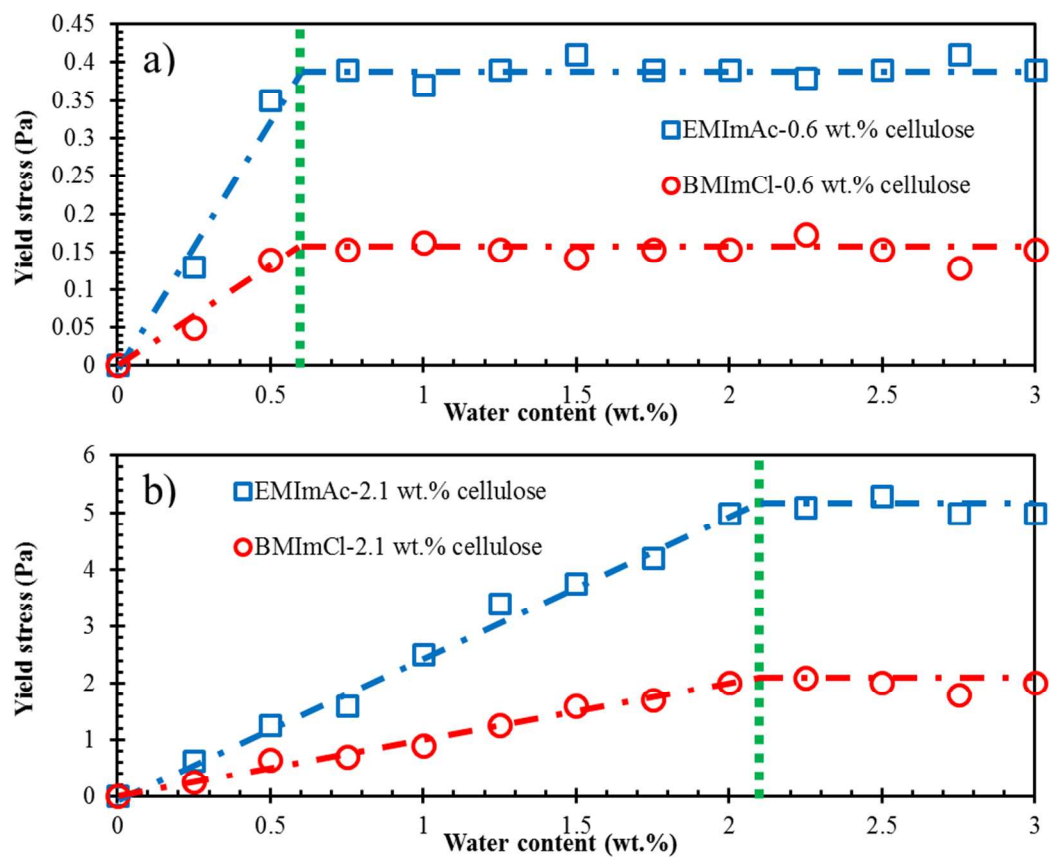 0.45
a)
0.4
0.35
0.3
EMImAc-0.6 wt.% cellulose
0.25
BMImCl-0.6 wt.% cellulose
0.2
0.15
0.1
0.05
0
Yield stress (Pa)
0 0.5 1 1.5 2 2.5 3
Water content (wt.%)
6
b)
EMImAc-2.1 wt.% cellulose
5
BMImCl-2.1 wt.% cellulose
4
3
2
1
0
Yield stress (Pa)
0 0.5 1 1.5 2 2.5 3
Water content (wt.%)